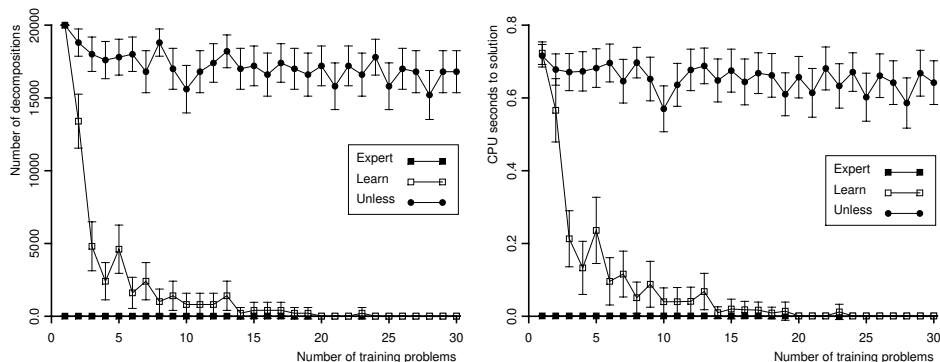 Number of decompositions
20000
15000
10000
5000
0.0
Expert
Learn
Unless
0
5
10
15
20
25
30
Number of training problems
CPU seconds to solution
0.8
0.6
0.4
0.2
0.0
Expert
Learn
Unless
0
5
10
15
20
25
30
Number of training problems